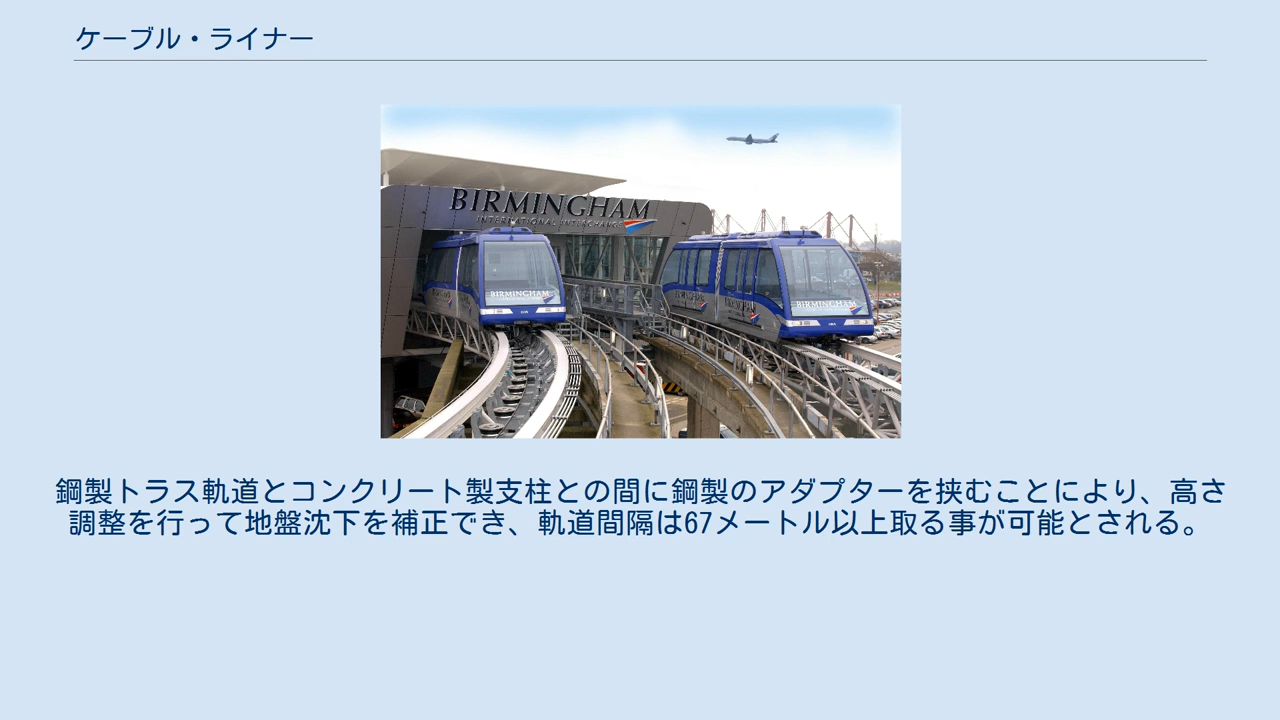 ケーブル・ライナー
BIRMINGHAM
INTERNATIONAL INTERCHANGE
BIRMINGHAM
BIRMINGHAM
鋼製トラス軌道とコンクリート製支柱との間に鋼製のアダプターを挟むことにより、高さ
調整を行って地盤沈下を補正でき、軌道間隔は67メートル以上取る事が可能とされる。